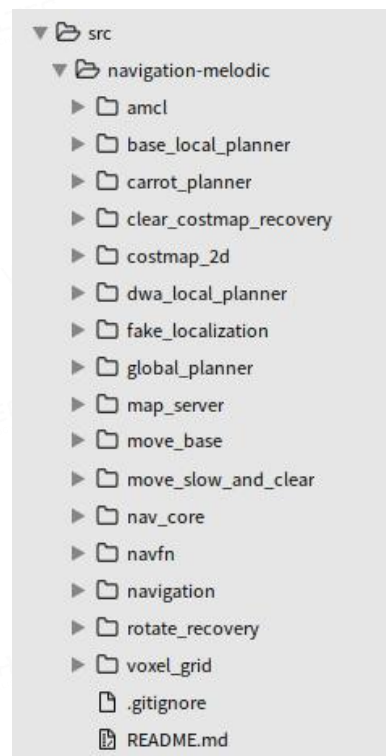 src
navigation-melodic
amcl
base_local_planner
carrot_planner
clear_costmap_recovery
costmap_2d
dwa_local_planner
fake_localization
global_planner
map_server
move_base
move_slow_and_clear
nav_core
navfn
navigation
rotate_recovery
voxel_grid
.gitignore
README.md